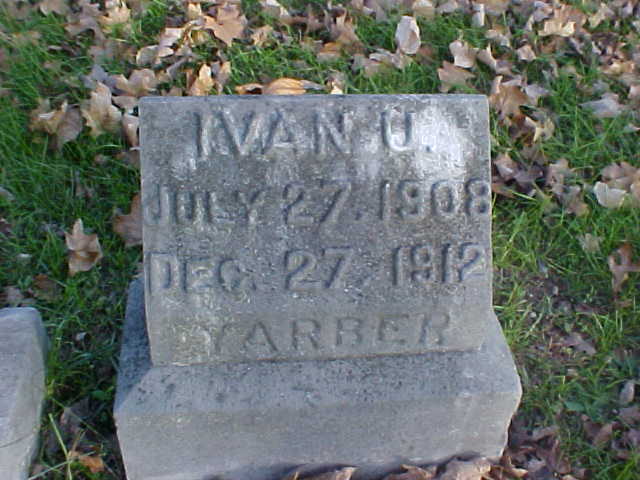 IVAN U.
JULY 27, 1908
DEC. 27, 1912
YARBER